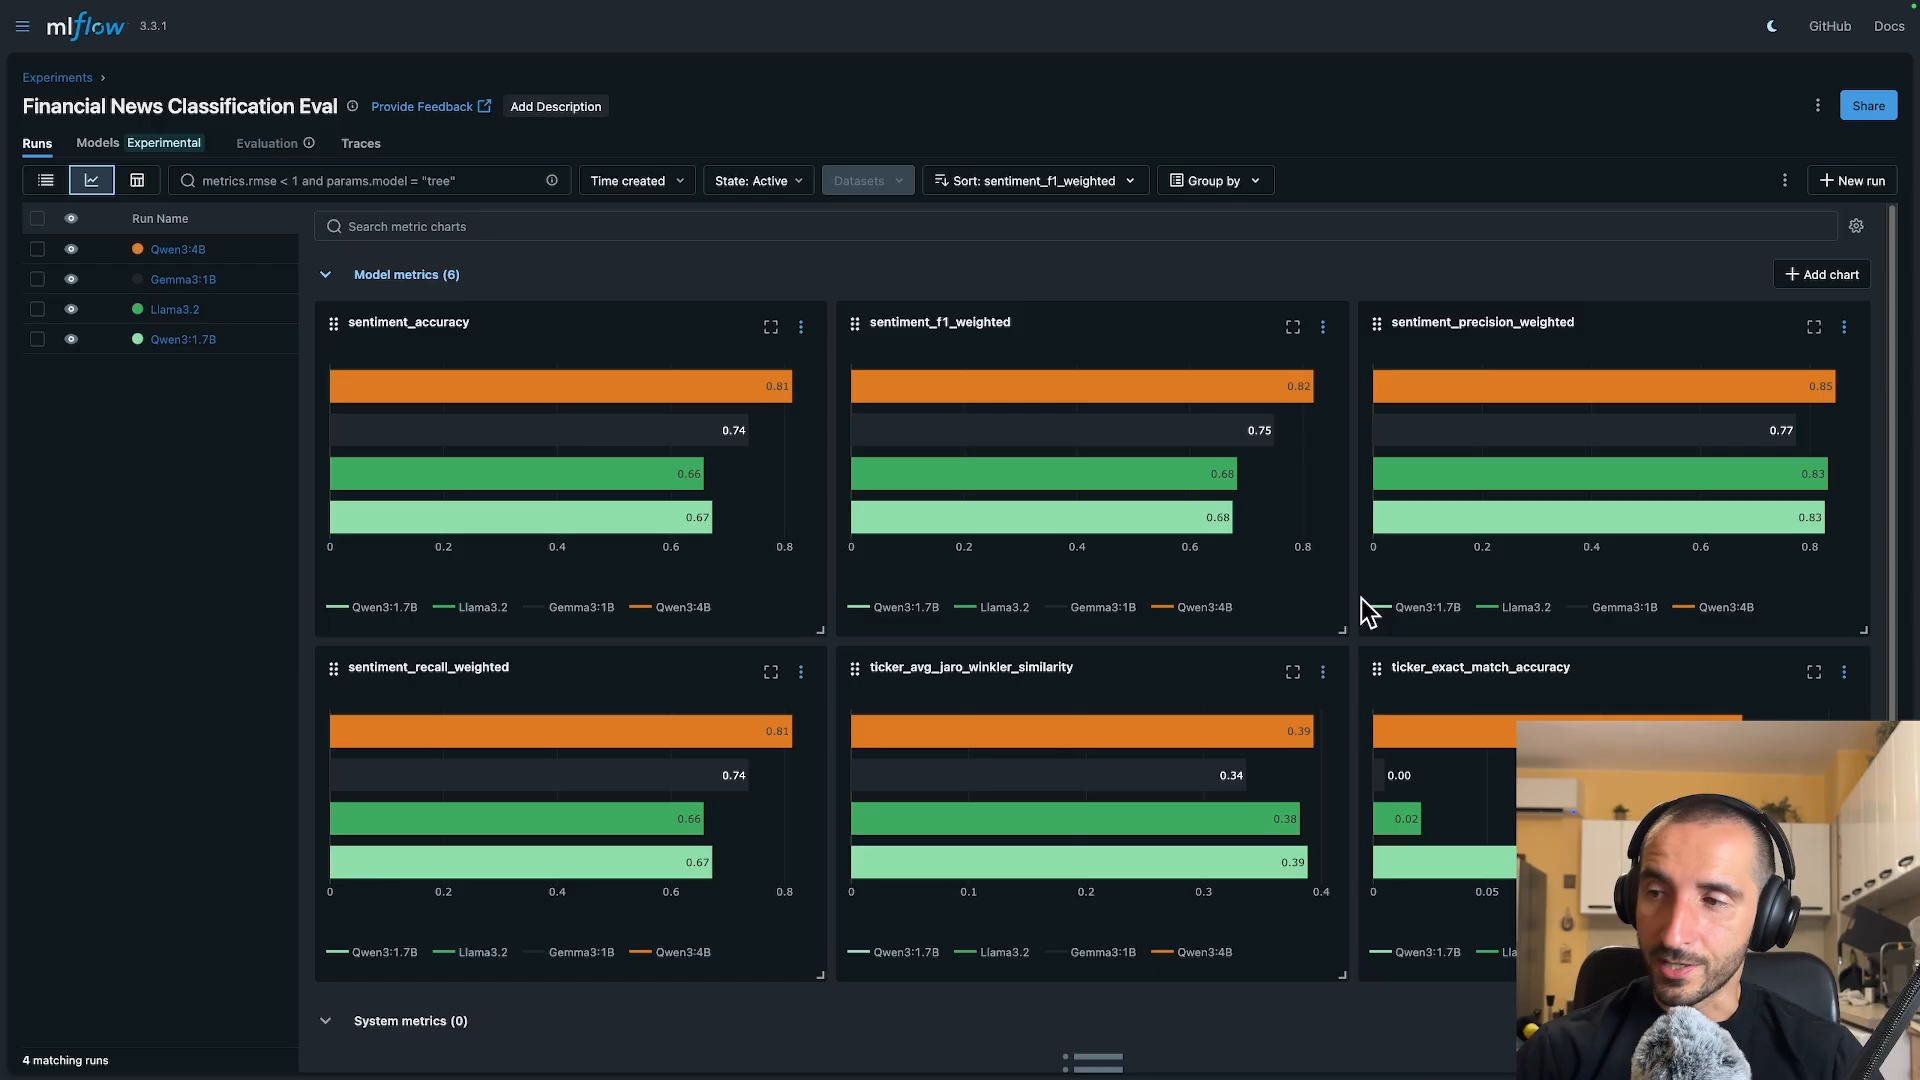 mlflow 3.3.1 GitHub Docs
Experiments ›
Financial News Classification Eval Provide Feedback Add Description Share
Runs Models Experimental Evaluation Traces
metrics.rmse < 1 and params.model = "tree" Time created State: Active Datasets Sort: sentiment_f1_weighted Group by + New run
Run Name
Qwen3:4B
Gemma3:1B
Llama3.2
Qwen3:1.7B
4 matching runs
Search metric charts
Model metrics (6) + Add chart
sentiment_accuracy
0.81
0.74
0.66
0.67
0 0.2 0.4 0.6 0.8
Qwen3:1.7B Llama3.2 Gemma3:1B Qwen3:4B
sentiment_f1_weighted
0.82
0.75
0.68
0.68
0 0.2 0.4 0.6 0.8
Qwen3:1.7B Llama3.2 Gemma3:1B Qwen3:4B
sentiment_precision_weighted
0.85
0.77
0.83
0.83
0 0.2 0.4 0.6 0.8
Qwen3:1.7B Llama3.2 Gemma3:1B Qwen3:4B
sentiment_recall_weighted
0.81
0.74
0.66
0.67
0 0.2 0.4 0.6 0.8
Qwen3:1.7B Llama3.2 Gemma3:1B Qwen3:4B
ticker_avg_jaro_winkler_similarity
0.39
0.34
0.38
0.39
0 0.1 0.2 0.3 0.4
Qwen3:1.7B Llama3.2 Gemma3:1B Qwen3:4B
ticker_exact_match_accuracy
0.00
0.02
0 0.05
Qwen3:1.7B Lla
System metrics (0)